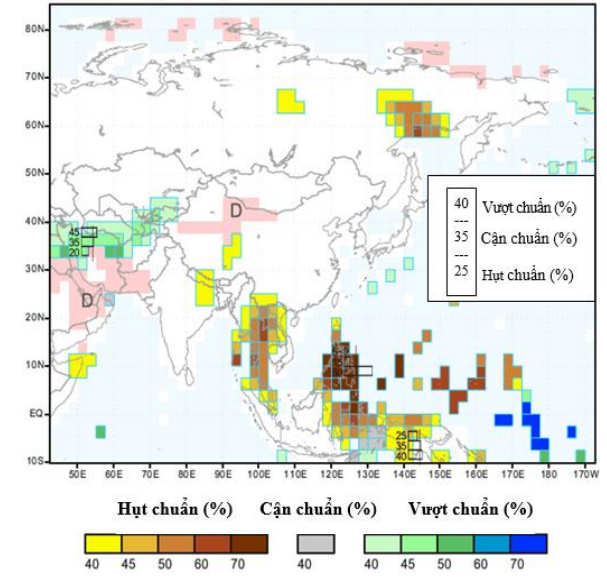 80N
70N
60N
50N
40N
30N
20N
10N
EQ
10S
D
D
45
35
20
25
35
40
40
---
35
---
25
Vượt chuẩn (%)
Cận chuẩn (%)
Hụt chuẩn (%)
50E 60E 70E 80E 90E 100E 110E 120E 130E 140E 150E 160E 170E 180 170W
Hụt chuẩn (%) Cận chuẩn (%) Vượt chuẩn (%)
40 45 50 60 70 40 40 45 50 60 70